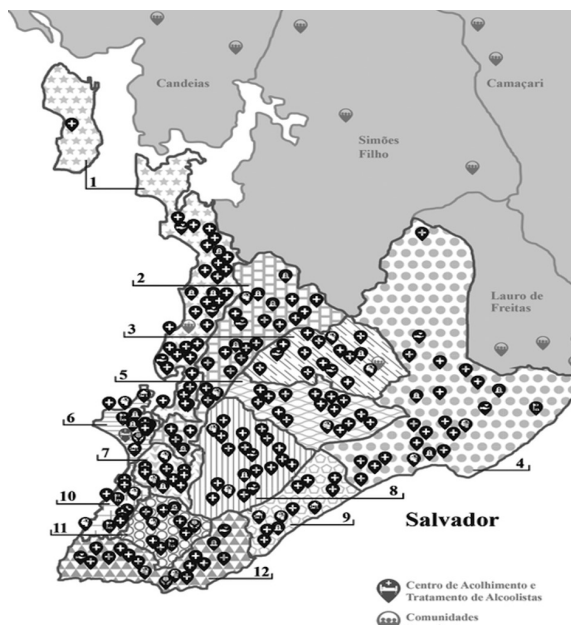 Candeias
Camaçari
Simões
Filho
1
Lauro de
Freitas
2
3
5
6
4
7
8
10
9
Salvador
11
12
Centro de Acolhimento e
Tratamento de Alcoolistas
Comunidades